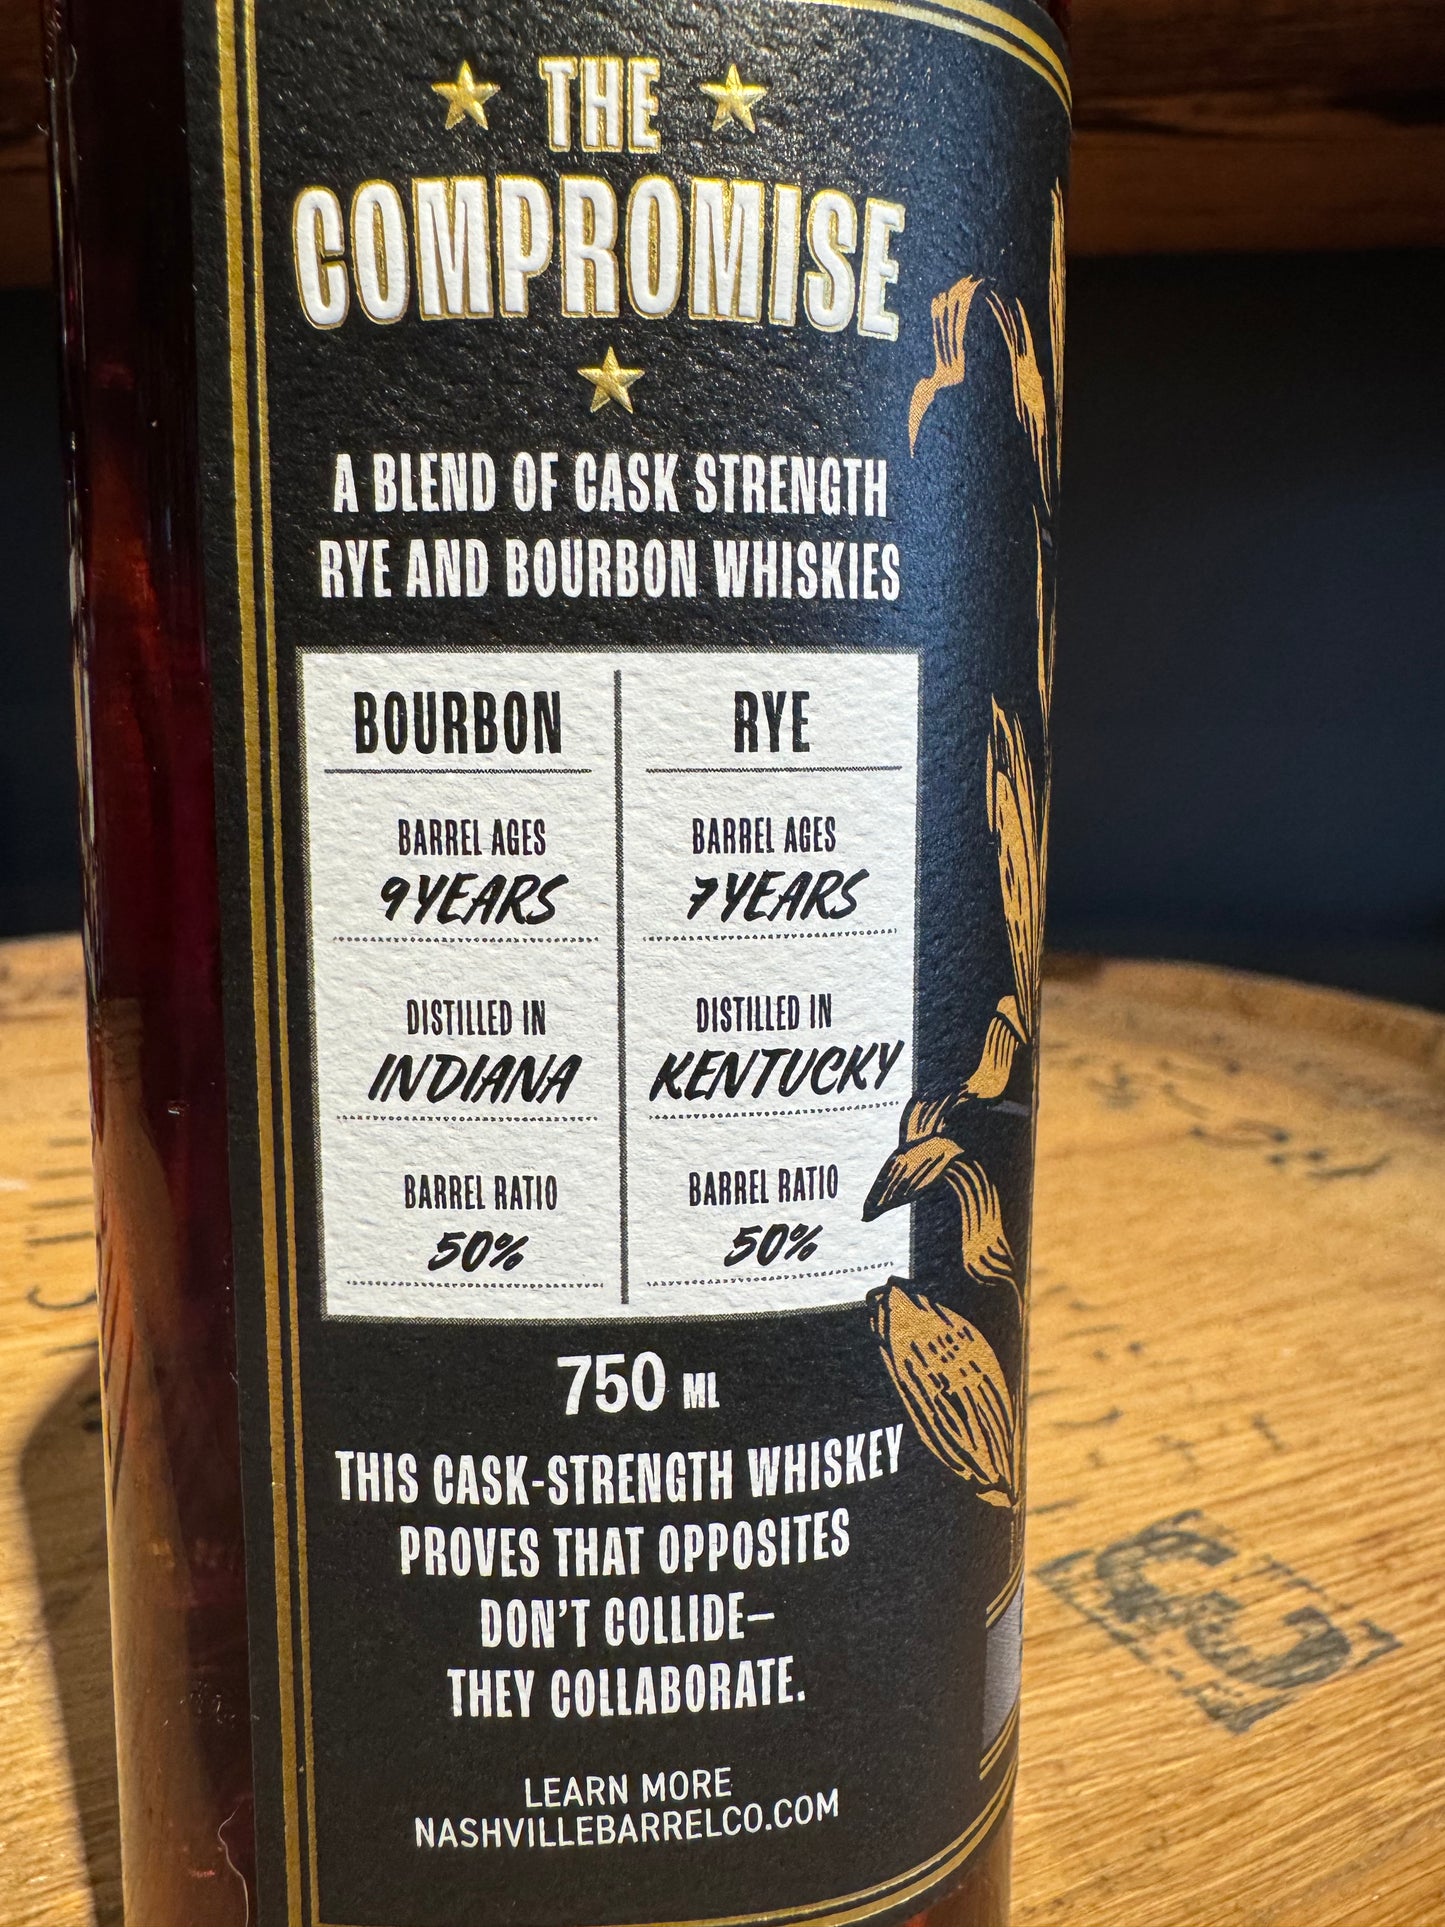 THE
COMPROMISE
A BLEND OF CASK STRENGTH
RYE AND BOURBON WHISKIES
BOURBON
BARREL AGES
9 YEARS
DISTILLED IN
INDIANA
BARREL RATIO
50%
RYE
BARREL AGES
7 YEARS
DISTILLED IN
KENTUCKY
BARREL RATIO
50%
750 ML
THIS CASK-STRENGTH WHISKEY
PROVES THAT OPPOSITES
DON'T COLLIDE—
THEY COLLABORATE.
LEARN MORE
NASHVILLEBARRELCO.COM